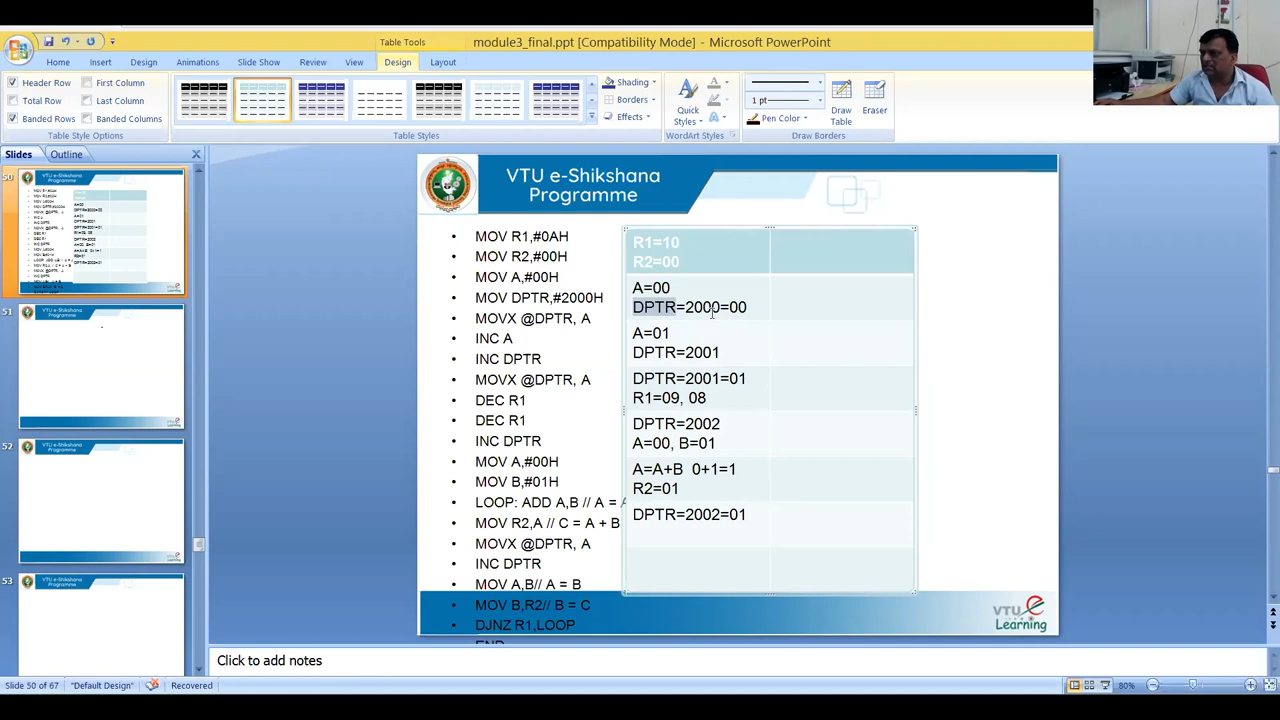 Table Tools
module3_final.ppt [Compatibility Mode] - Microsoft PowerPoint
Home Insert Design Animations Slide Show Review View Design Layout
Header Row First Column
Total Row Last Column
Banded Rows Banded Columns
Table Style Options
Table Styles
Shading
Borders
Effects
Quick Styles
WordArt Styles
1 pt
Pen Color
Draw Table
Eraser
Draw Borders
Slides Outline
50
51
52
53
VTU e-Shikshana
Programme
• MOV R1,#0AH
• MOV R2,#00H
• MOV A,#00H
• MOV DPTR,#2000H
• MOVX @DPTR, A
• INC A
• INC DPTR
• MOVX @DPTR, A
• DEC R1
• DEC R1
• INC DPTR
• MOV A,#00H
• MOV B,#01H
• LOOP: ADD A,B // A = A
• MOV R2,A // C = A + B
• MOVX @DPTR, A
• INC DPTR
• MOV A,B// A = B
• MOV B,R2// B = C
• DJNZ R1,LOOP
END
R1=10
R2=00
A=00
DPTR=2000=00
A=01
DPTR=2001
DPTR=2001=01
R1=09, 08
DPTR=2002
A=00, B=01
A=A+B 0+1=1
R2=01
DPTR=2002=01
VTU e
Learning
Click to add notes
Slide 50 of 67 "Default Design" Recovered
80%